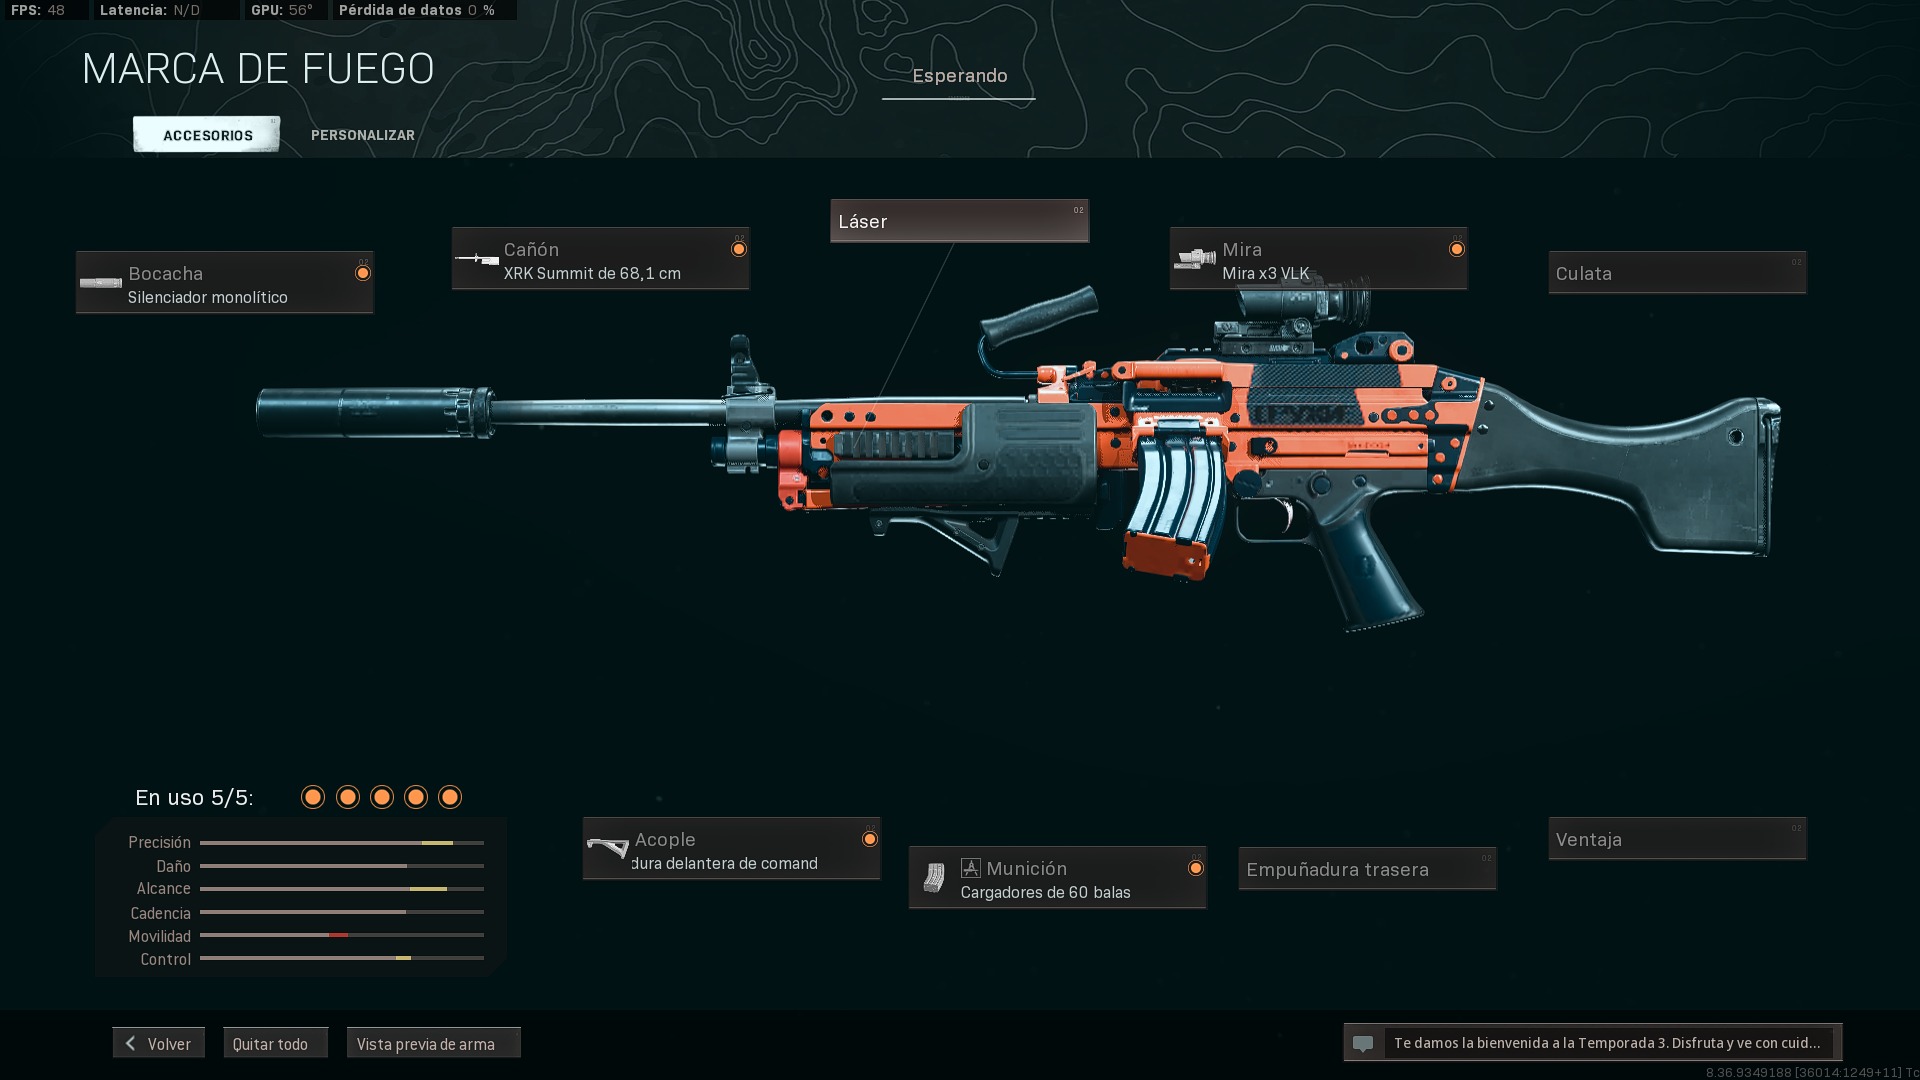 FPS: 48 Latencia: N/D GPU: 56° Pérdida de datos 0 %
MARCA DE FUEGO
Esperando
ACCESORIOS PERSONALIZAR
Bocacha
Silenciador monolítico
Cañón
XRK Summit de 68,1 cm
Láser
Mira
Mira x3 VLK
Culata
En uso 5/5:
Precisión
Daño
Alcance
Cadencia
Movilidad
Control
Acople
dura delantera de comand
Munición
Cargadores de 60 balas
Empuñadura trasera
Ventaja
Volver
Quitar todo
Vista previa de arma
Te damos la bienvenida a la Temporada 3. Disfruta y ve con cuid...
8.36.9349188 [36014:1249+11] Tc